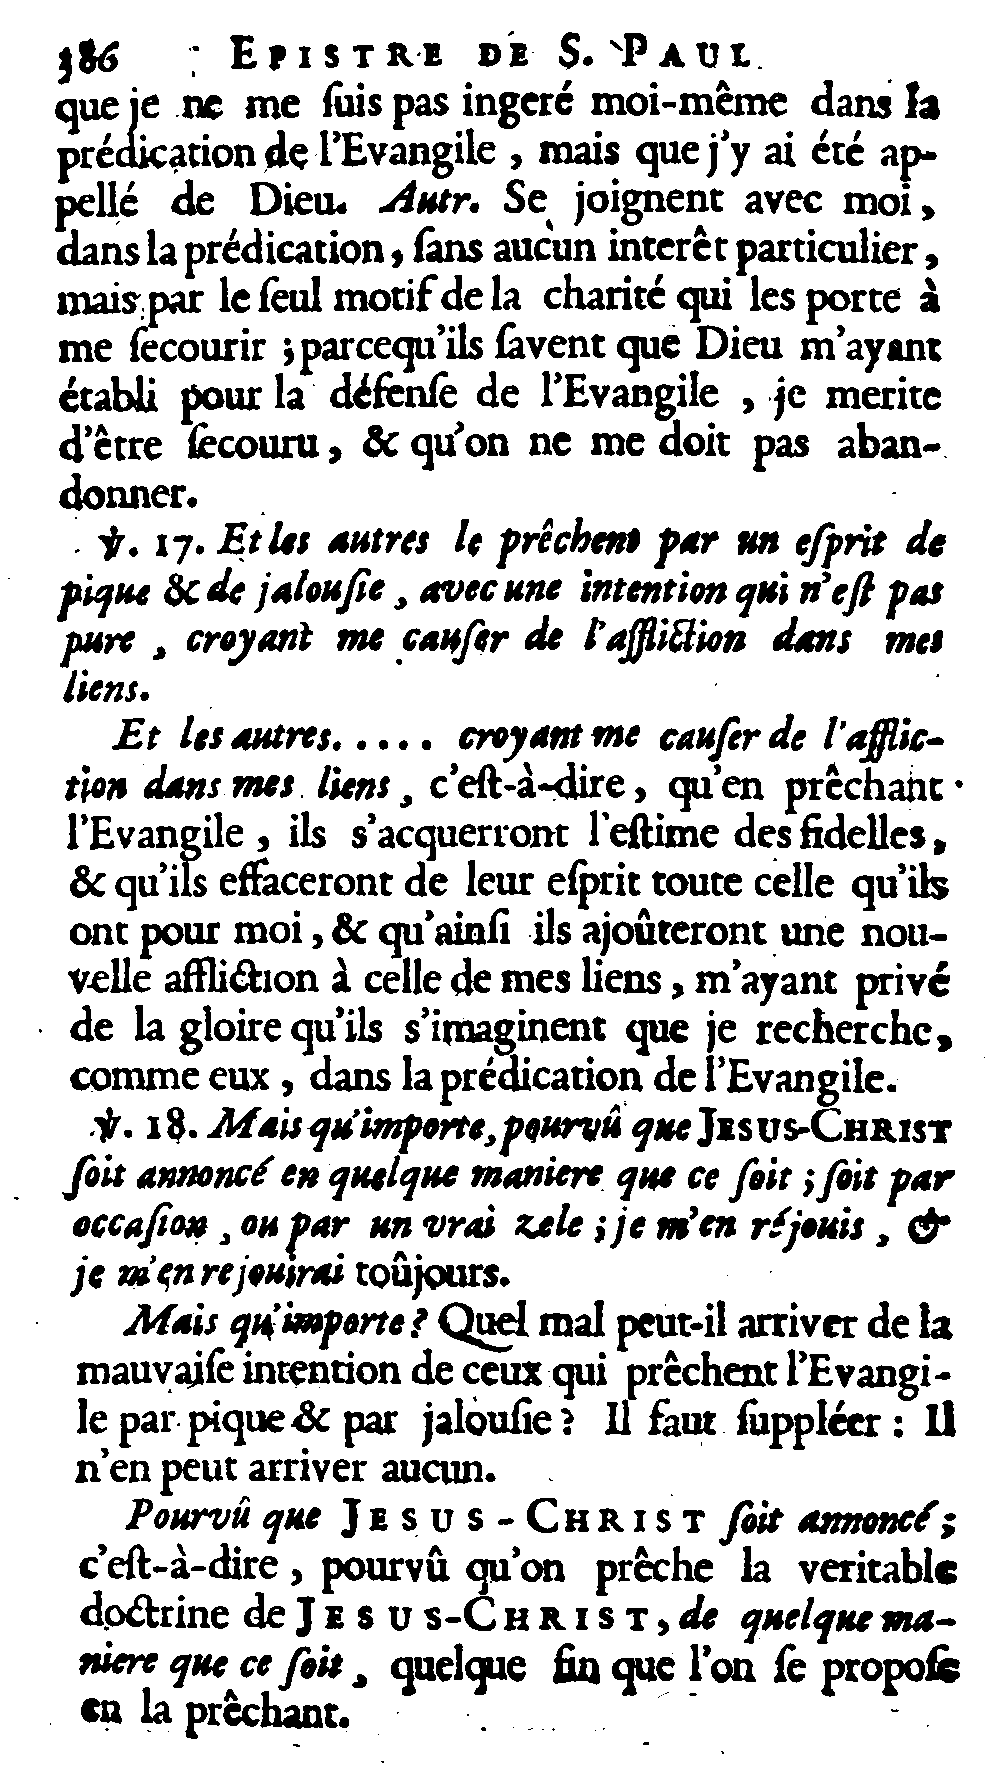 386 EPISTRE DE S. PAUL
que je ne me ſuis pas ingeré moi-même dans la
prédication de l'Evangile, mais que j'y ai été ap-
pellé de Dieu. Autr. Se joignent avec moi,
dans la prédication, ſans aucun interêt particulier,
mais par le ſeul motif de la charité qui les porte à
me ſecourir; parcequ'ils ſavent que Dieu m'ayant
établi pour la défenſe de l'Evangile, je merite
d'être ſecouru, & qu'on ne me doit pas aban-
donner.
℣. 17. Et les autres le prêchent par un eſprit de
pique & de jalouſie, avec une intention qui n'eſt pas
pure, croyant me cauſer de l'affliction dans mes
liens.
Et les autres..... croyant me cauſer de l'afflic-
tion dans mes liens, c'eſt-à-dire, qu'en prêchant
l'Evangile, ils s'acquerront l'eſtime des fidelles,
& qu'ils effaceront de leur eſprit toute celle qu'ils
ont pour moi, & qu'ainſi ils ajoûteront une nou-
velle affliction à celle de mes liens, m'ayant privé
de la gloire qu'ils s'imaginent que je recherche,
comme eux, dans la prédication de l'Evangile.
℣. 18. Mais qu'importe, pourvû que JESUS-CHRIST
ſoit annoncé en quelque maniere que ce ſoit; ſoit par
occaſion, ou par un vrai zele; je m'en réjouis, &
je m'en rejouirai toûjours.
Mais qu'importe? Quel mal peut-il arriver de la
mauvaiſe intention de ceux qui prêchent l'Evangi-
le par pique & par jalouſie? Il faut ſuppléer: Il
n'en peut arriver aucun.
Pourvû que JESUS-CHRIST ſoit annoncé;
c'eſt-à-dire, pourvû qu'on prêche la veritable
doctrine de JESUS-CHRIST, de quelque ma-
niere que ce ſoit, quelque fin que l'on ſe propoſe
en la prêchant.